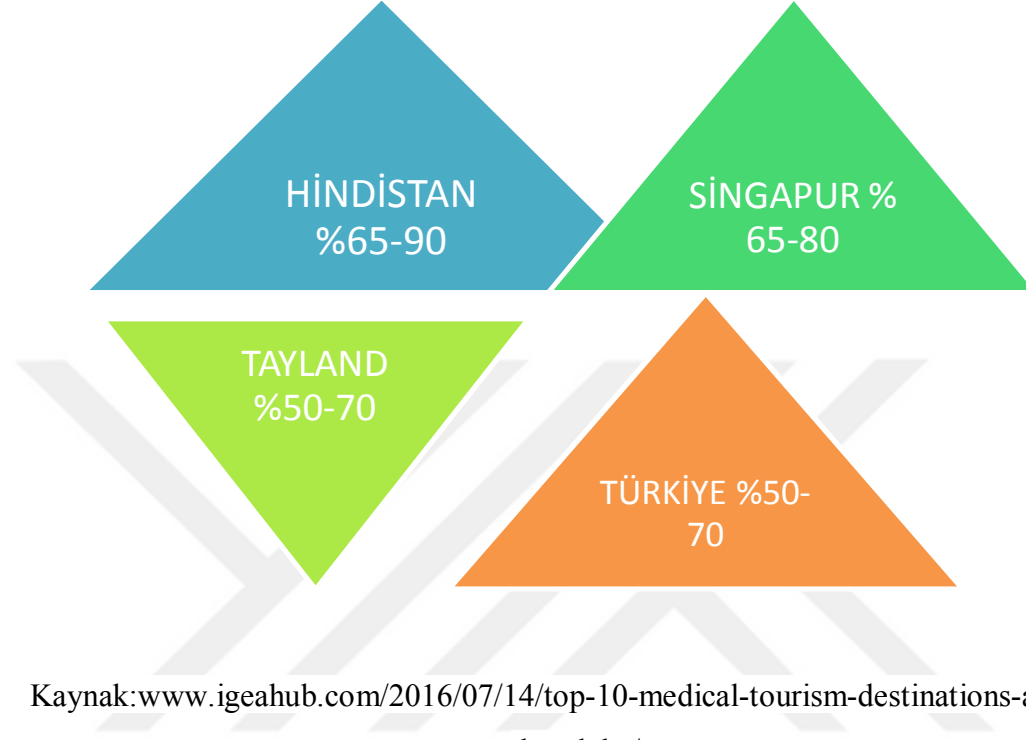 HİNDİSTAN
%65-90
SİNGAPUR %
65-80
TAYLAND
%50-70
TÜRKİYE %50-
70
Kaynak:www.igeahub.com/2016/07/14/top-10-medical-tourism-destinations-a